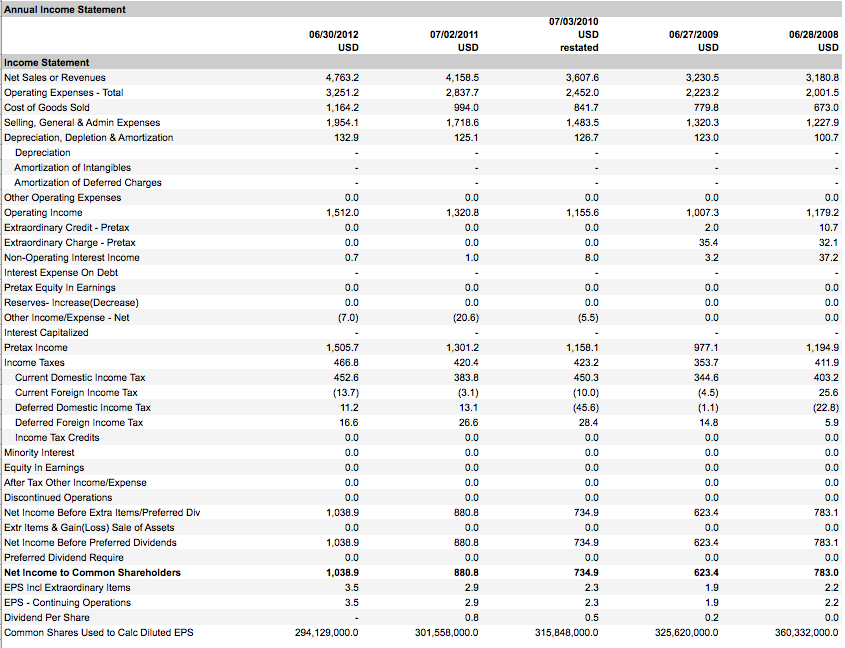 Annual Income Statement
06/30/2012 07/02/2011 07/03/2010 06/27/2009 06/28/2008
USD USD USD USD USD
restated
Income Statement
Net Sales or Revenues 4,763.2 4,158.5 3,607.6 3,230.5 3,180.8
Operating Expenses - Total 3,251.2 2,837.7 2,452.0 2,223.2 2,001.5
Cost of Goods Sold 1,164.2 994.0 841.7 779.8 673.0
Selling, General & Admin Expenses 1,954.1 1,718.6 1,483.5 1,320.3 1,227.9
Depreciation, Depletion & Amortization 132.9 125.1 126.7 123.0 100.7
Depreciation - - - - -
Amortization of Intangibles - - - - -
Amortization of Deferred Charges - - - - -
Other Operating Expenses 0.0 0.0 0.0 0.0 0.0
Operating Income 1,512.0 1,320.8 1,155.6 1,007.3 1,179.2
Extraordinary Credit - Pretax 0.0 0.0 0.0 2.0 10.7
Extraordinary Charge - Pretax 0.0 0.0 0.0 35.4 32.1
Non-Operating Interest Income 0.7 1.0 8.0 3.2 37.2
Interest Expense On Debt - - - - -
Pretax Equity In Earnings 0.0 0.0 0.0 0.0 0.0
Reserves- Increase(Decrease) 0.0 0.0 0.0 0.0 0.0
Other Income/Expense - Net (7.0) (20.6) (5.5) 0.0 0.0
Interest Capitalized - - - - -
Pretax Income 1,505.7 1,301.2 1,158.1 977.1 1,194.9
Income Taxes 466.8 420.4 423.2 353.7 411.9
Current Domestic Income Tax 452.6 383.8 450.3 344.6 403.2
Current Foreign Income Tax (13.7) (3.1) (10.0) (4.5) 25.6
Deferred Domestic Income Tax 11.2 13.1 (45.6) (1.1) (22.8)
Deferred Foreign Income Tax 16.6 26.6 28.4 14.8 5.9
Income Tax Credits 0.0 0.0 0.0 0.0 0.0
Minority Interest 0.0 0.0 0.0 0.0 0.0
Equity In Earnings 0.0 0.0 0.0 0.0 0.0
After Tax Other Income/Expense 0.0 0.0 0.0 0.0 0.0
Discontinued Operations 0.0 0.0 0.0 0.0 0.0
Net Income Before Extra Items/Preferred Div 1,038.9 880.8 734.9 623.4 783.1
Extr Items & Gain(Loss) Sale of Assets 0.0 0.0 0.0 0.0 0.0
Net Income Before Preferred Dividends 1,038.9 880.8 734.9 623.4 783.1
Preferred Dividend Require 0.0 0.0 0.0 0.0 0.0
Net Income to Common Shareholders 1,038.9 880.8 734.9 623.4 783.0
EPS Incl Extraordinary Items 3.5 2.9 2.3 1.9 2.2
EPS - Continuing Operations 3.5 2.9 2.3 1.9 2.2
Dividend Per Share - 0.8 0.5 0.2 0.0
Common Shares Used to Calc Diluted EPS 294,129,000.0 301,558,000.0 315,848,000.0 325,620,000.0 360,332,000.0